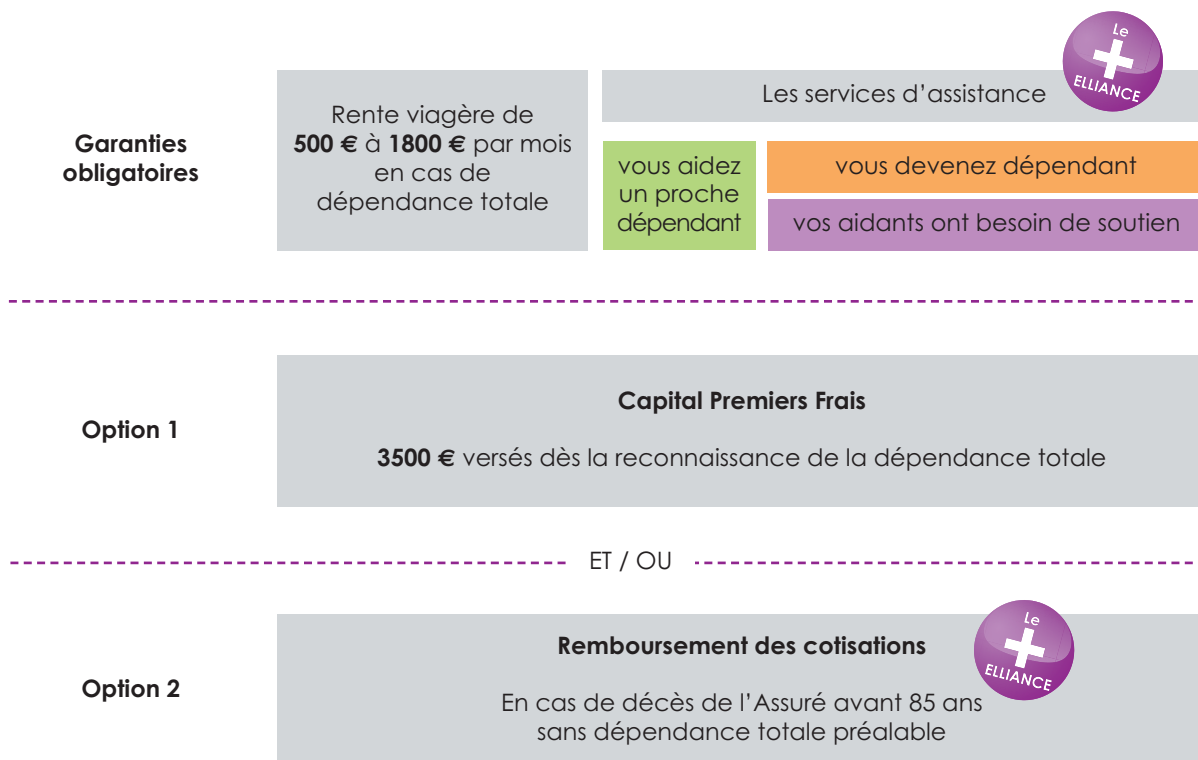 Garanties
obligatoires
Rente viagère de
500 € à 1800 € par mois
en cas de
dépendance totale
Les services d’assistance
Le
+
ELLIANCE
vous aidez
un proche
dépendant
vous devenez dépendant
vos aidants ont besoin de soutien
Option 1
Capital Premiers Frais
3500 € versés dès la reconnaissance de la dépendance totale
ET / OU
Option 2
Remboursement des cotisations
Le
+
ELLIANCE
En cas de décès de l’Assuré avant 85 ans
sans dépendance totale préalable